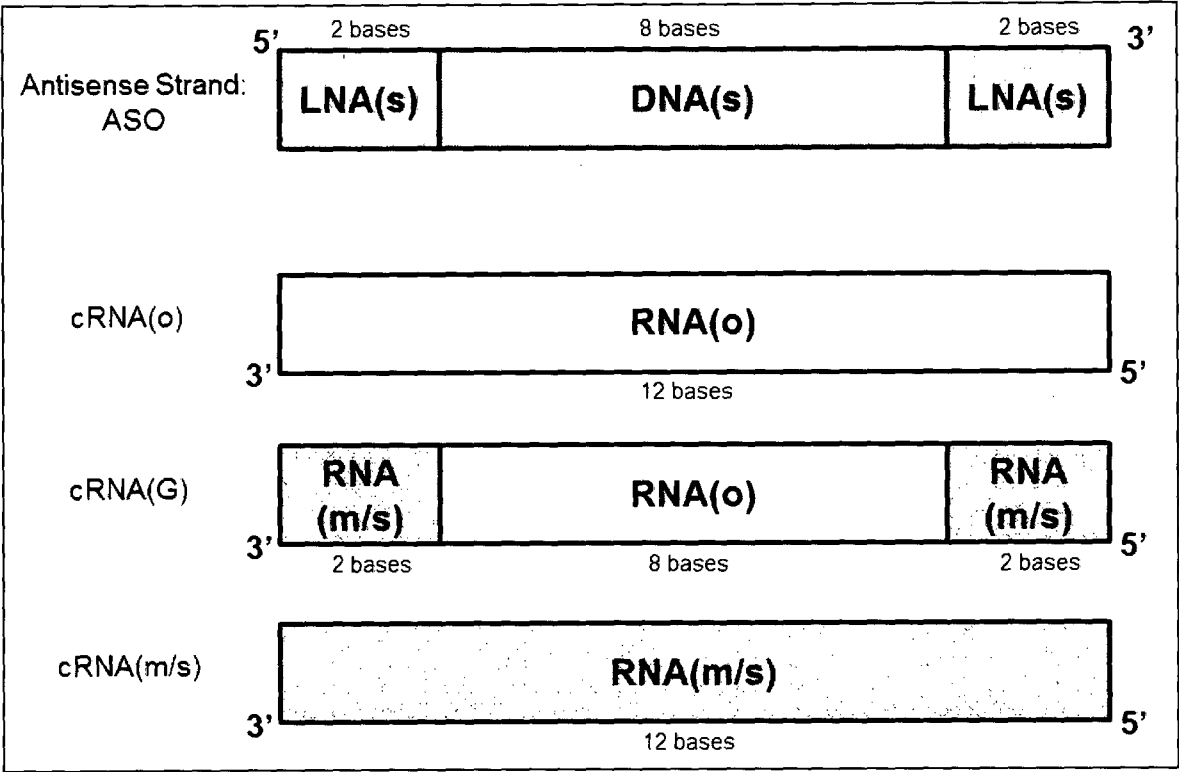 2 bases 8 bases 2 bases
5’ 3’
Antisense Strand:
ASO
LNA(s) DNA(s) LNA(s)
cRNA(o)
RNA(o)
3’ 5’
12 bases
cRNA(G)
RNA
(m/s)
RNA(o)
RNA
(m/s)
3’ 5’
2 bases 8 bases 2 bases
cRNA(m/s)
RNA(m/s)
3’ 5’
12 bases